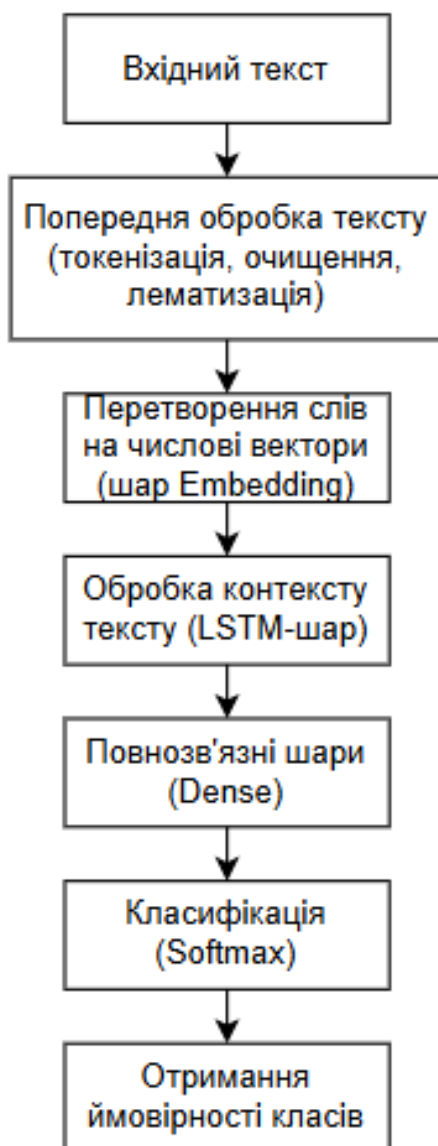 Вхідний текст
Попередня обробка тексту
(токенізація, очищення,
лематизація)
Перетворення слів
на числові вектори
(шар Embedding)
Обробка контексту
тексту (LSTM-шар)
Повнозв'язні шари
(Dense)
Класифікація
(Softmax)
Отримання
ймовірності класів